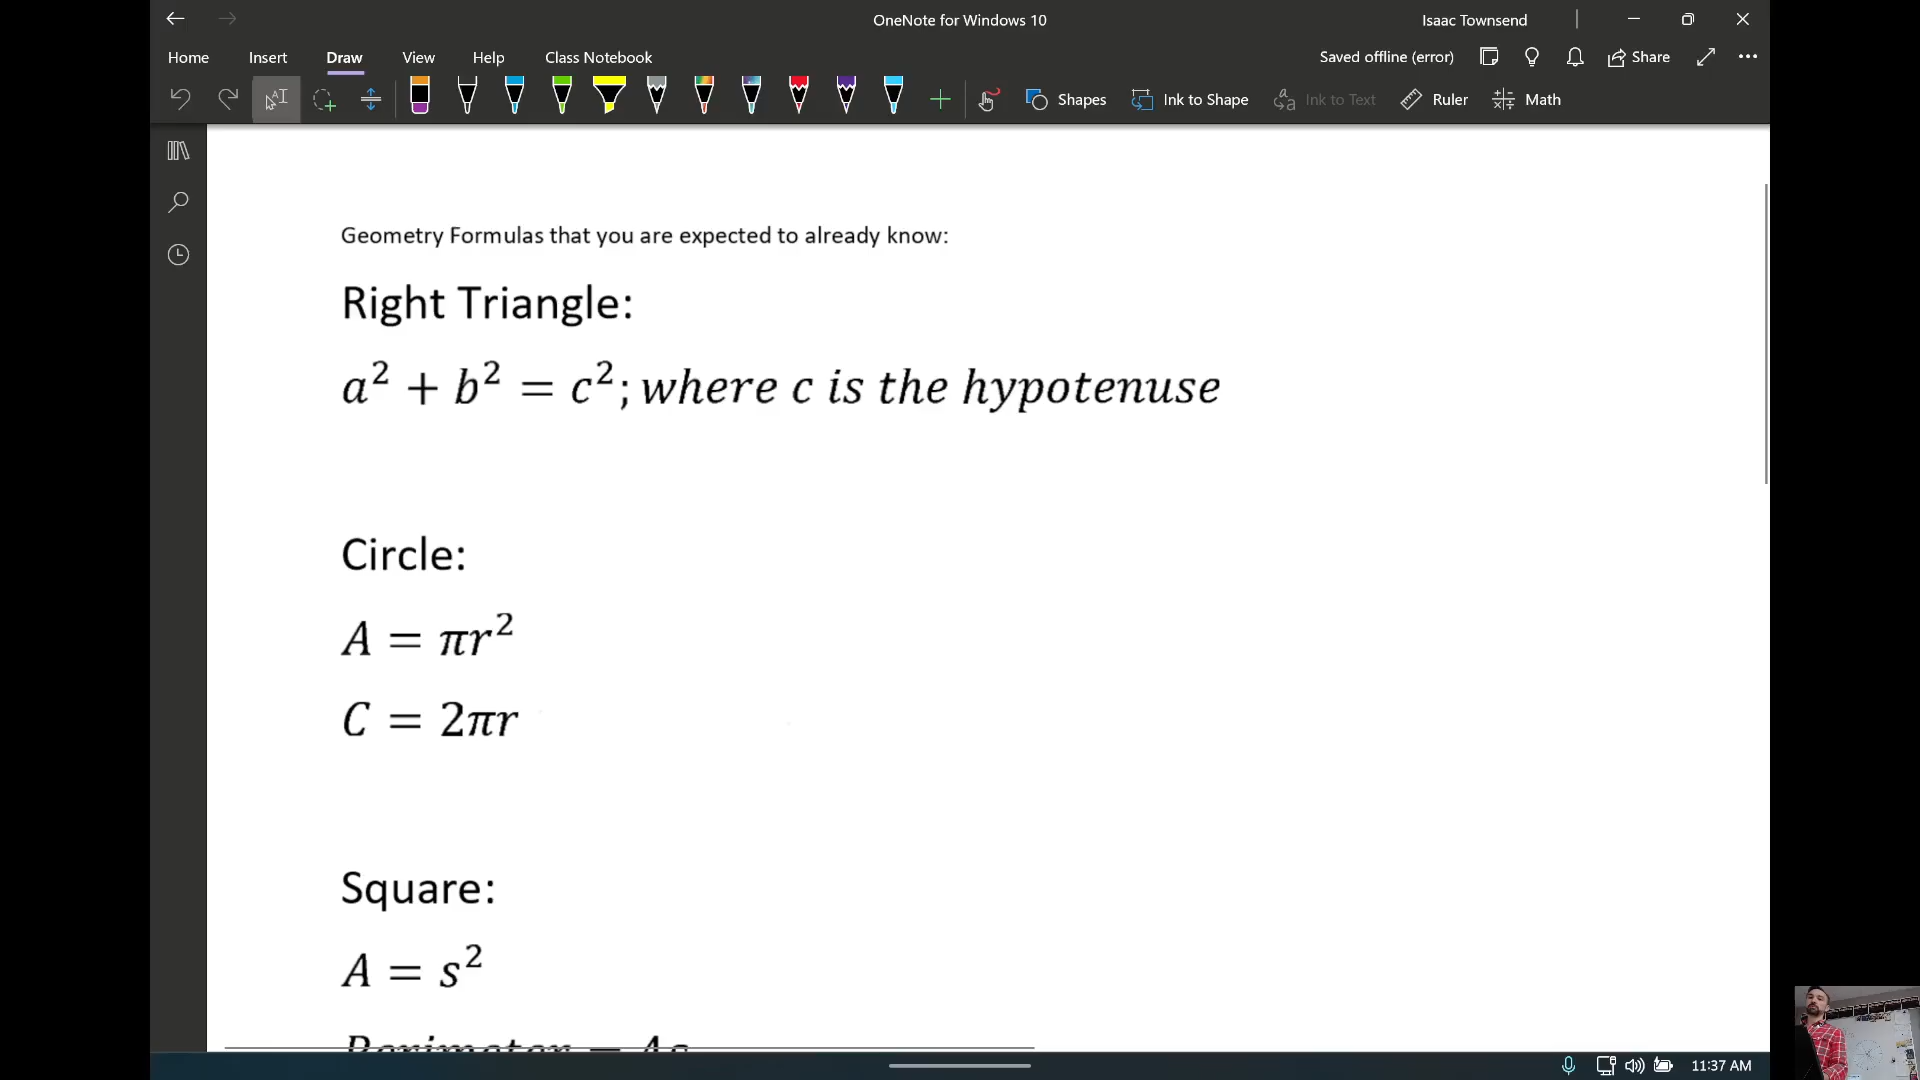 OneNote for Windows 10
Isaac Townsend
Home Insert Draw View Help Class Notebook
Saved offline (error) Share
Shapes Ink to Shape Ink to Text Ruler Math
Geometry Formulas that you are expected to already know:
Right Triangle:
a² + b² = c²; where c is the hypotenuse
Circle:
A = πr²
C = 2πr
Square:
A = s²
Perimeter = 4s
11:37 AM